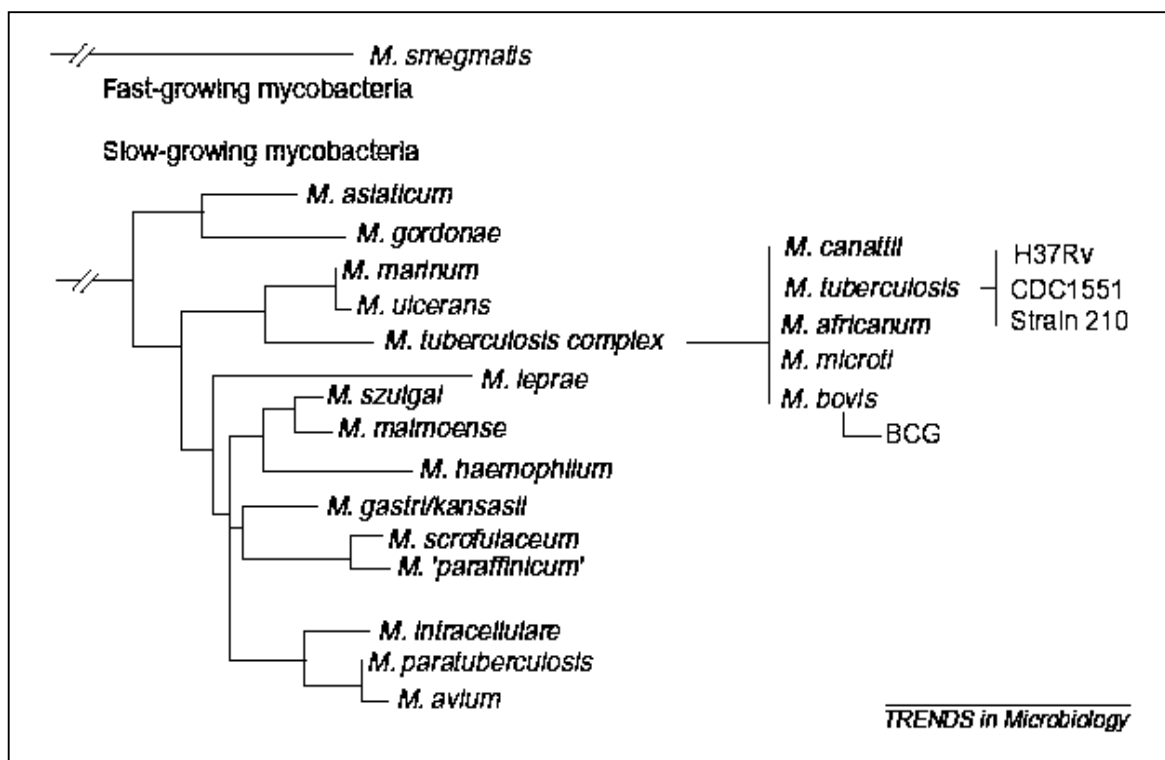 M. smegmatis
Fast-growing mycobacteria
Slow-growing mycobacteria
M. asiaticum
M. gordonae
M. marinum
M. ulcerans
M. tuberculosis complex
M. leprae
M. szulgai
M. malmoense
M. haemophilum
M. gastri/kansasii
M. scrofulaceum
M. 'paraffinicum'
M. intracellulare
M. paratuberculosis
M. avium
M. canattii
M. tuberculosis
M. africanum
M. microti
M. bovis
BCG
H37Rv
CDC1551
Strain 210
TRENDS in Microbiology